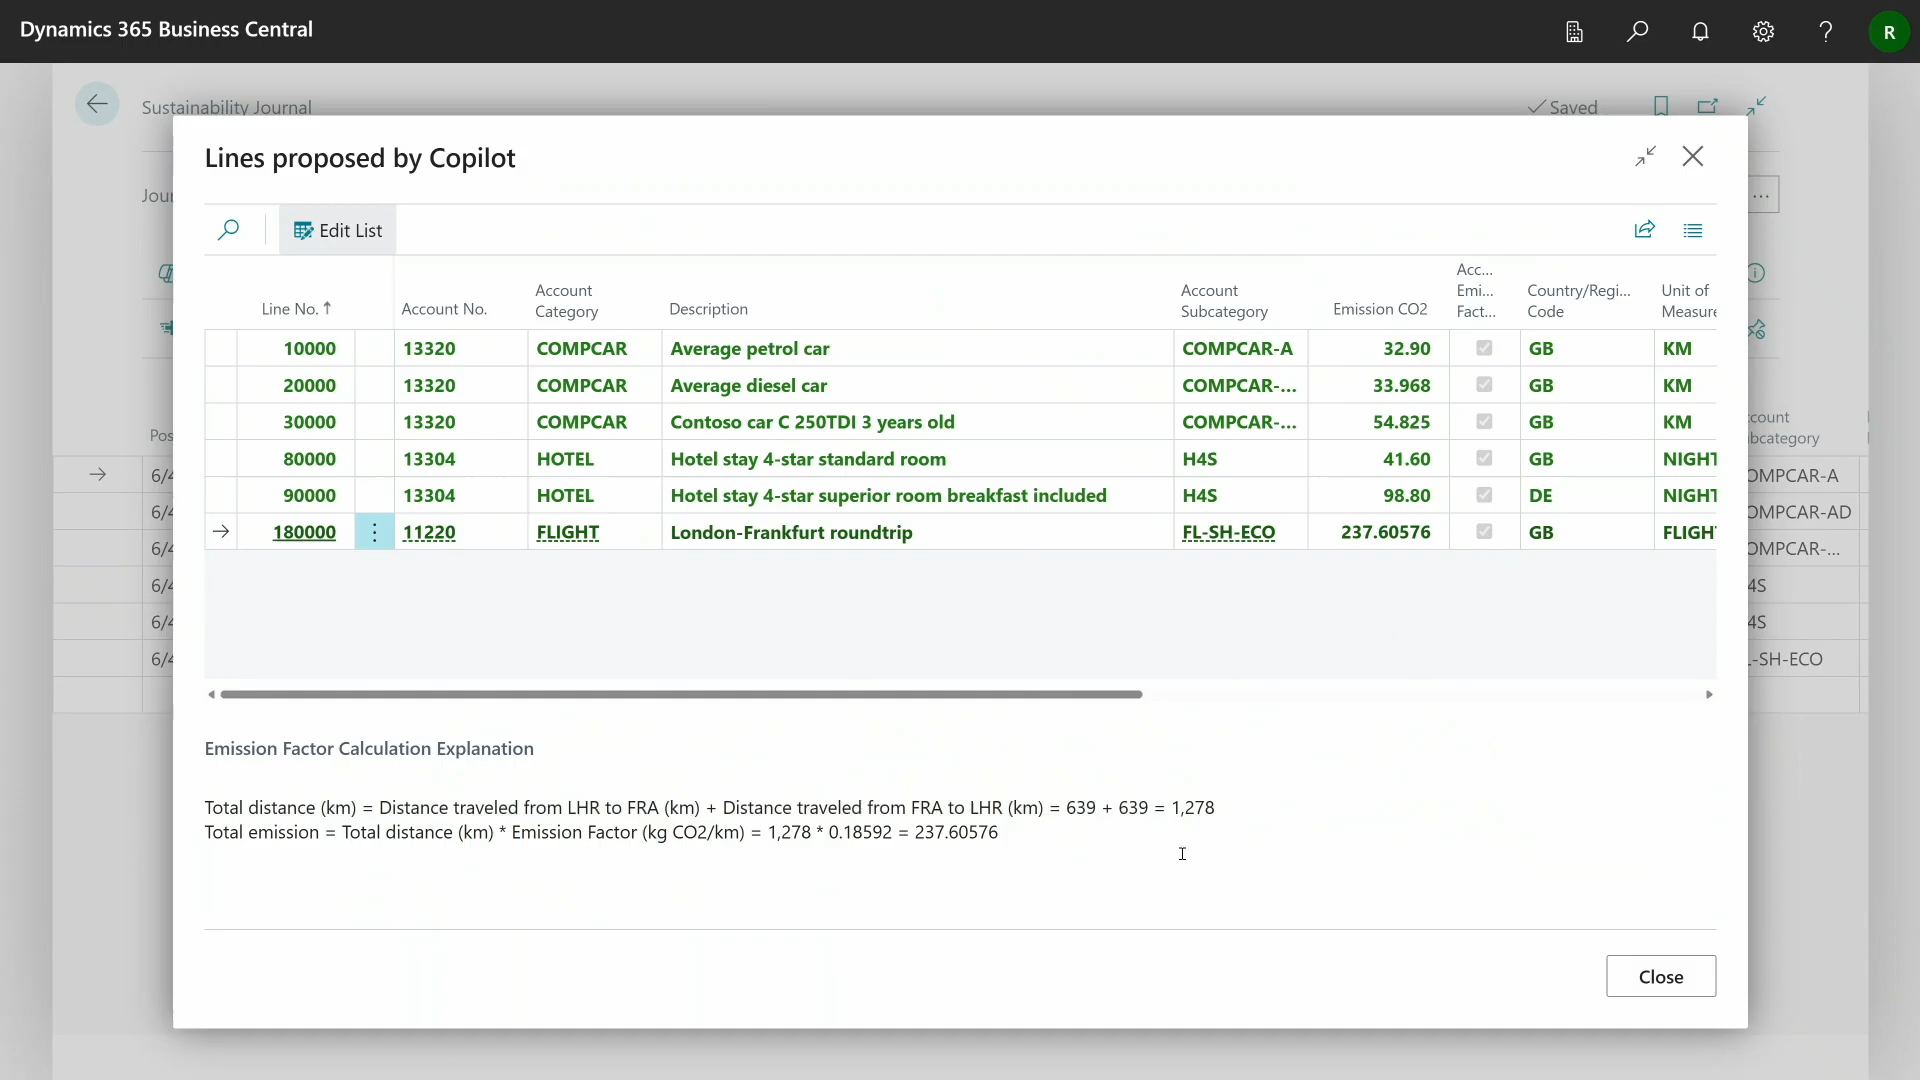 Dynamics 365 Business Central
R
Sustainability Journal
Saved
Lines proposed by Copilot
Edit List
Line No. ↑ Account No. Account Category Description Account Subcategory Emission CO2 Acc... Emi... Fact... Country/Regi... Code Unit of Measure
10000 13320 COMPCAR Average petrol car COMPCAR-A 32.90 GB KM
20000 13320 COMPCAR Average diesel car COMPCAR-... 33.968 GB KM
30000 13320 COMPCAR Contoso car C 250TDI 3 years old COMPCAR-... 54.825 GB KM
80000 13304 HOTEL Hotel stay 4-star standard room H4S 41.60 GB NIGHT
90000 13304 HOTEL Hotel stay 4-star superior room breakfast included H4S 98.80 DE NIGHT
180000 11220 FLIGHT London-Frankfurt roundtrip FL-SH-ECO 237.60576 GB FLIGHT
Emission Factor Calculation Explanation
Total distance (km) = Distance traveled from LHR to FRA (km) + Distance traveled from FRA to LHR (km) = 639 + 639 = 1,278
Total emission = Total distance (km) * Emission Factor (kg CO2/km) = 1,278 * 0.18592 = 237.60576
Close